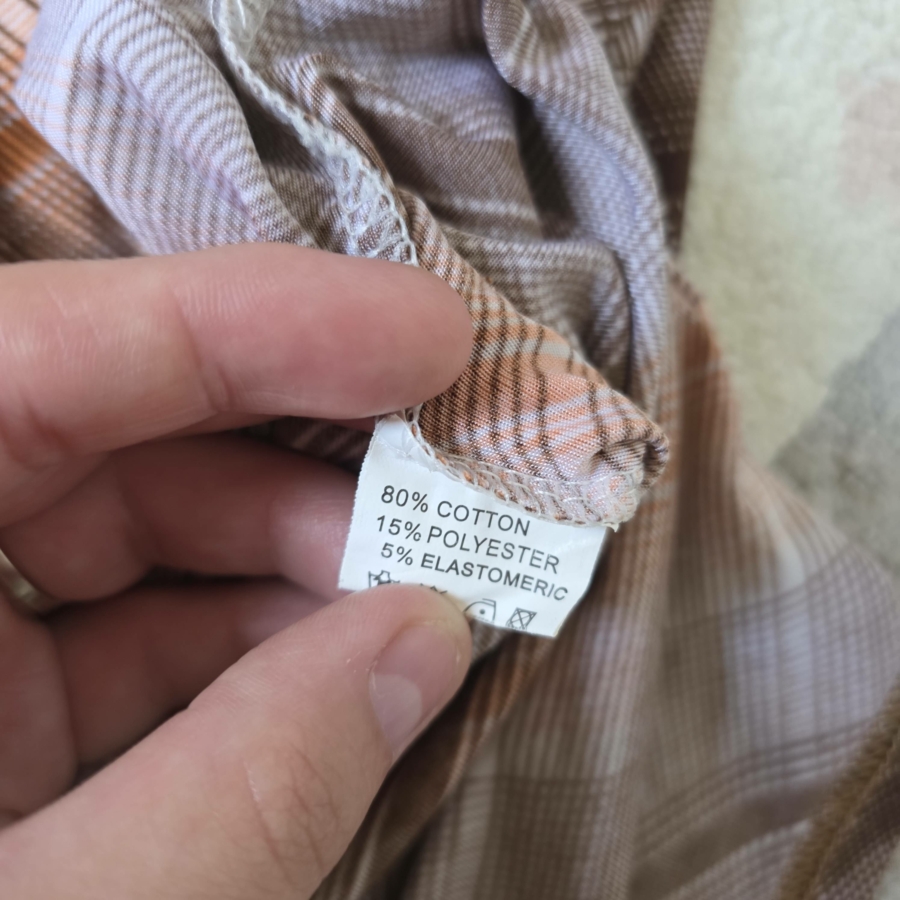 80% COTTON
15% POLYESTER
5% ELASTOMERIC